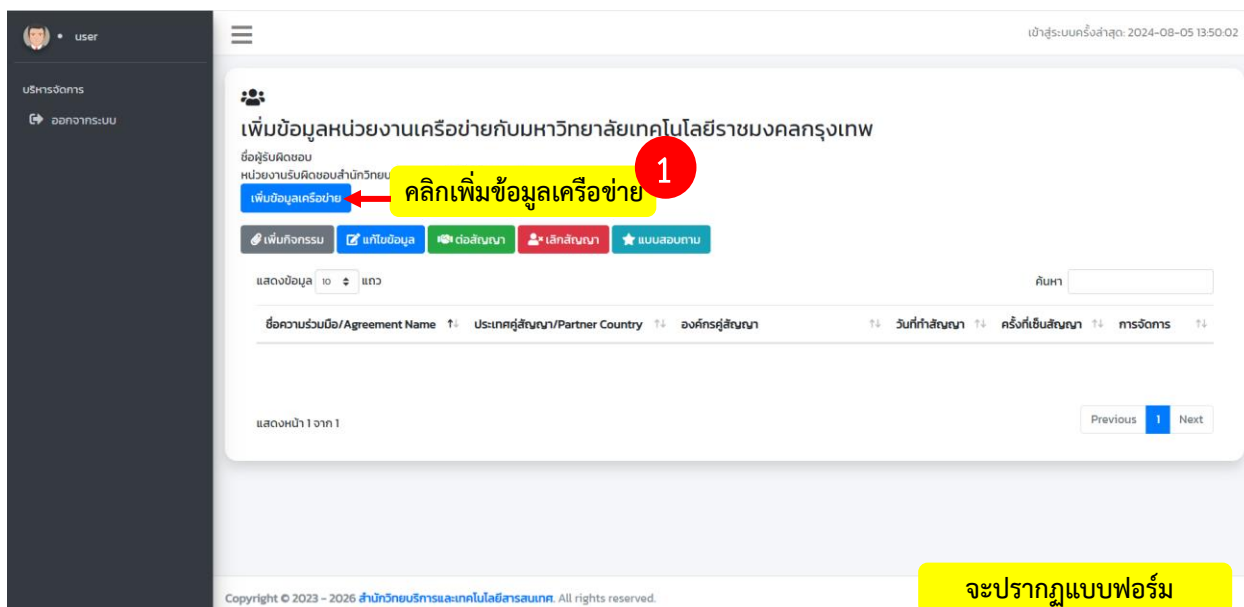 user
เข้าสู่ระบบครั้งล่าสุด: 2024-08-05 13:50:02
บริหารจัดการ
ออกจากระบบ
เพิ่มข้อมูลหน่วยงานเครือข่ายกับมหาวิทยาลัยเทคโนโลยีราชมงคลกรุงเทพ
ชื่อผู้รับผิดชอบ
หน่วยงานรับผิดชอบสำนักวิทยบ
1
เพิ่มข้อมูลเครือข่าย
คลิกเพิ่มข้อมูลเครือข่าย
เพิ่มกิจกรรม แก้ไขข้อมูล ต่อสัญญา เลิกสัญญา แบบสอบถาม
แสดงข้อมูล 10 แถว ค้นหา
ชื่อความร่วมมือ/Agreement Name ประเทศคู่สัญญา/Partner Country องค์กรคู่สัญญา วันที่ทำสัญญา ครั้งที่เซ็นสัญญา การจัดการ
แสดงหน้า 1 จาก 1 Previous 1 Next
จะปรากฏแบบฟอร์ม
Copyright © 2023 - 2026 สำนักวิทยบริการและเทคโนโลยีสารสนเทศ. All rights reserved.